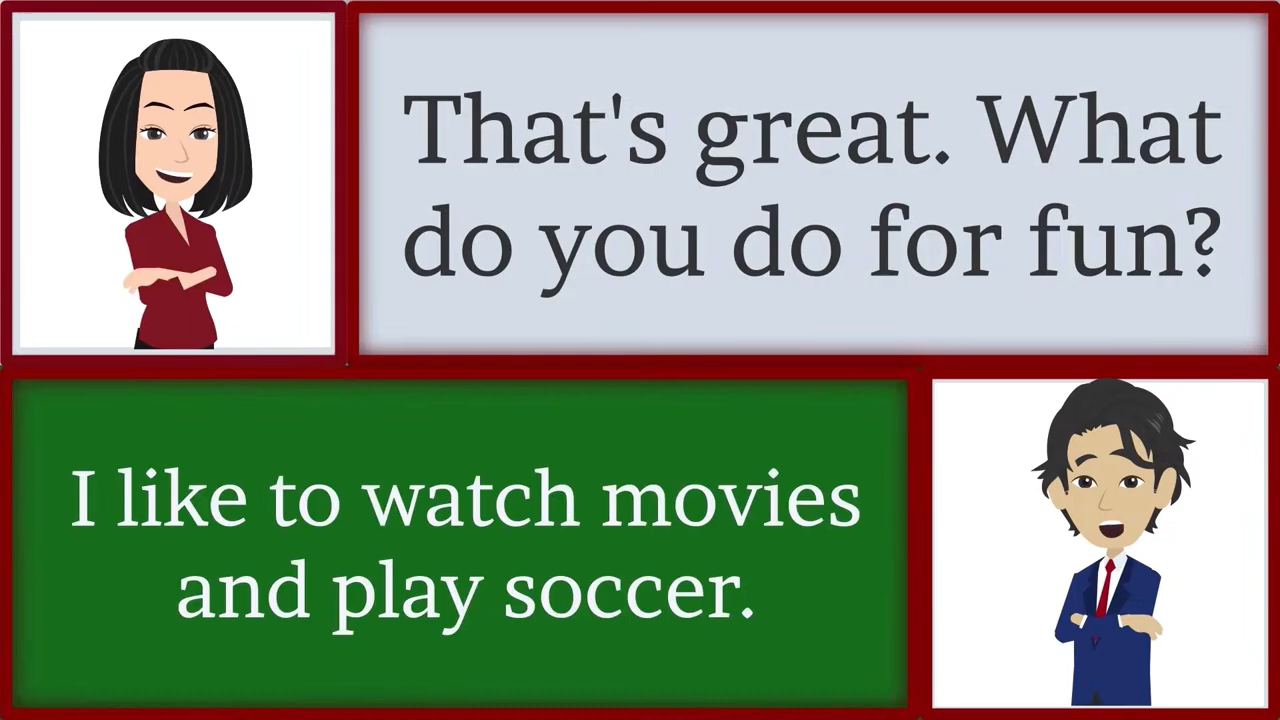 That's great. What
do you do for fun?
I like to watch movies
and play soccer.